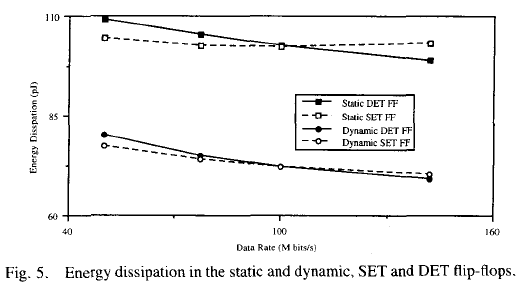 110
85
60
Energy Dissipation (pJ)
Static DET FF
Static SET FF
Dynamic DET FF
Dynamic SET FF
40
100
160
Data Rate (M bits/s)
Fig. 5. Energy dissipation in the static and dynamic, SET and DET flip-flops.